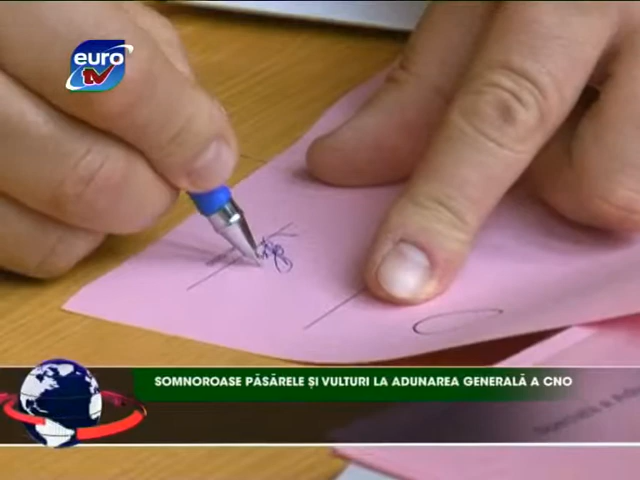 euro
tv
SOMNOROASE PĂSĂRELE ȘI VULTURI LA ADUNAREA GENERALĂ A CNO